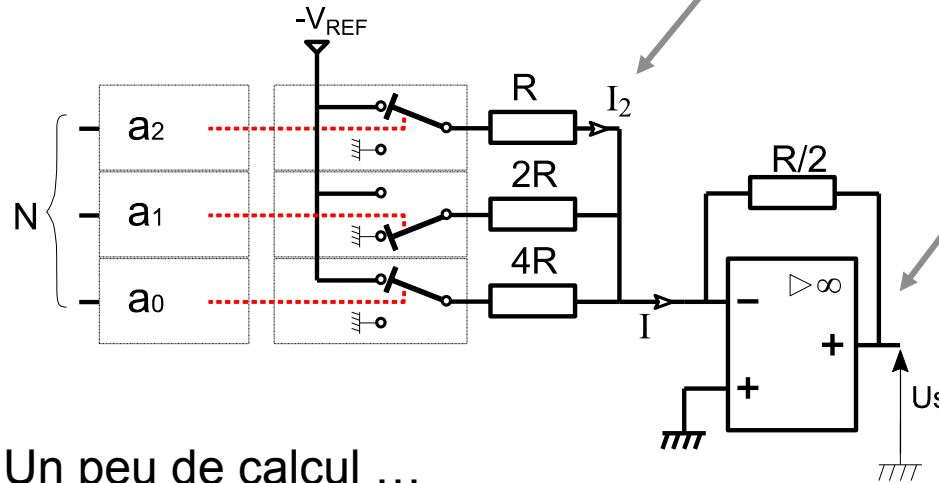 -VREF
R
I2
a2
2R
R/2
N
a1
4R
a0
▷∞
−
I
+
+
Us
Un peu de calcul ...